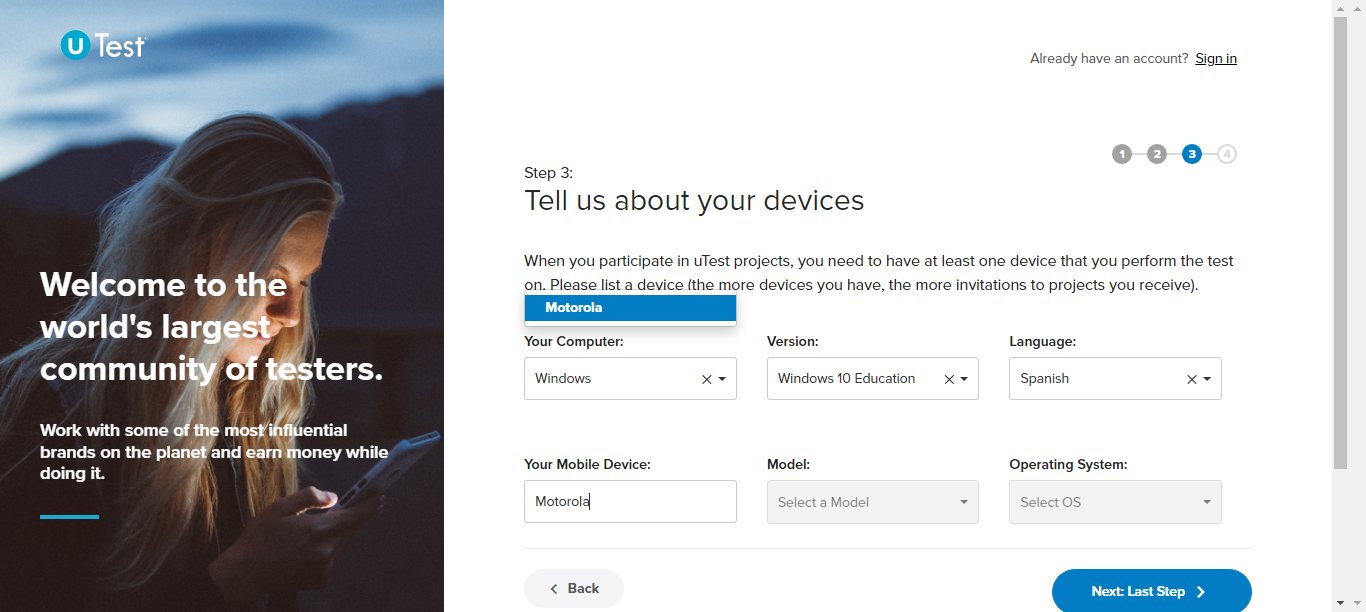 U Test
Already have an account? Sign in
1 2 3 4
Step 3:
Tell us about your devices
When you participate in uTest projects, you need to have at least one device that you perform the test
on. Please list a device (the more devices you have, the more invitations to projects you receive).
Motorola
Your Computer:
Version:
Language:
Windows
Windows 10 Education
Spanish
Your Mobile Device:
Model:
Operating System:
Motorola
Select a Model
Select OS
Back
Next: Last Step
Welcome to the
world's largest
community of testers.
Work with some of the most influential
brands on the planet and earn money while
doing it.